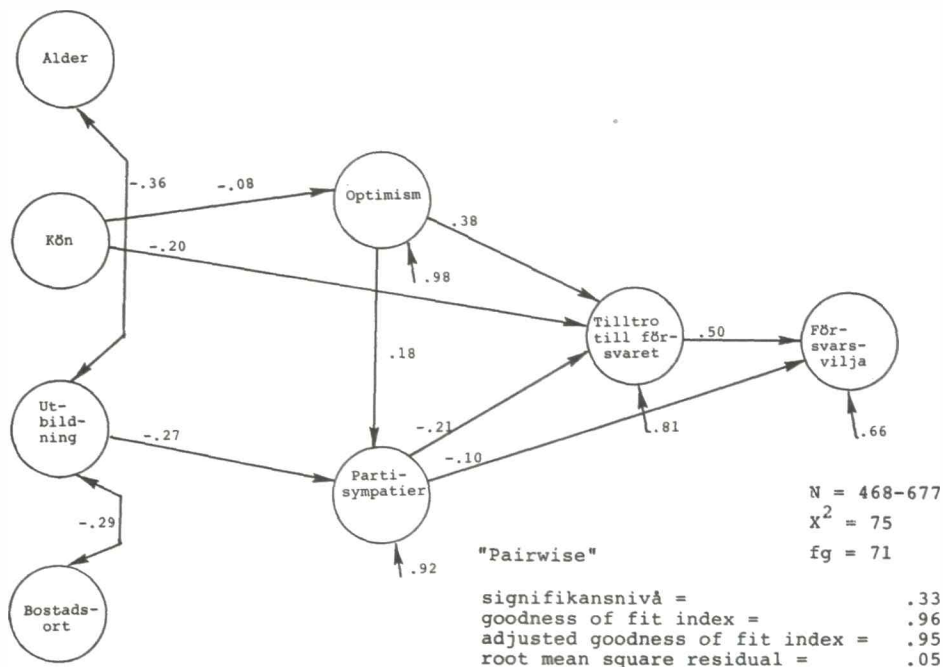 Ålder
-.36
-.08
Optimism
.38
Kön
-.20
.98
Tilltro
till för-
svaret
.50
För-
svars-
vilja
.18
Ut-
bild-
ning
-.27
-.21
-.10
.81
.66
Parti-
sympatier
-.29
.92
Bostads-
ort
N = 468-677
X2 = 75
"Pairwise"
fg = 71
signifikansnivå = .33
goodness of fit index = .96
adjusted goodness of fit index = .95
root mean square residual = .05